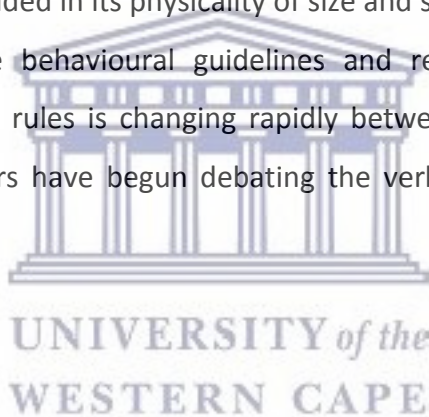 ded in its physicality of size and s
behavioural guidelines and re
rules is changing rapidly betwe
rs have begun debating the verl
UNIVERSITY of the
WESTERN CAPE